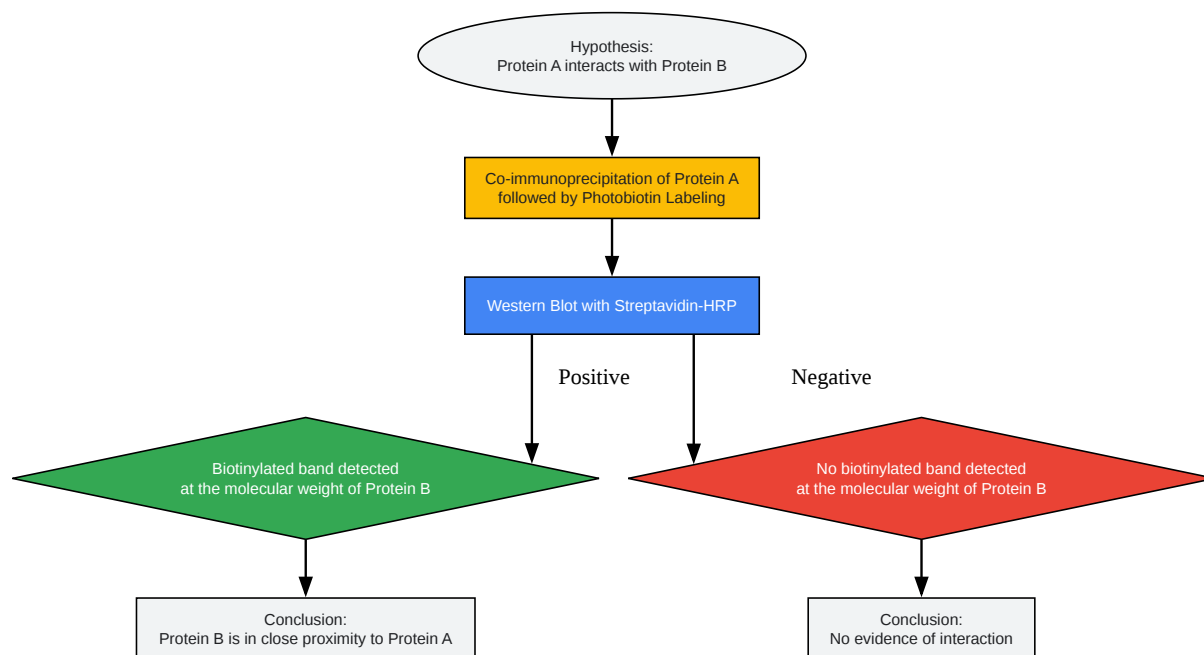 Hypothesis:
Protein A interacts with Protein B
Co-immunoprecipitation of Protein A
followed by Photobiotin Labeling
Western Blot with Streptavidin-HRP
Positive
Negative
Biotinylated band detected
at the molecular weight of Protein B
No biotinylated band detected
at the molecular weight of Protein B
Conclusion:
Protein B is in close proximity to Protein A
Conclusion:
No evidence of interaction